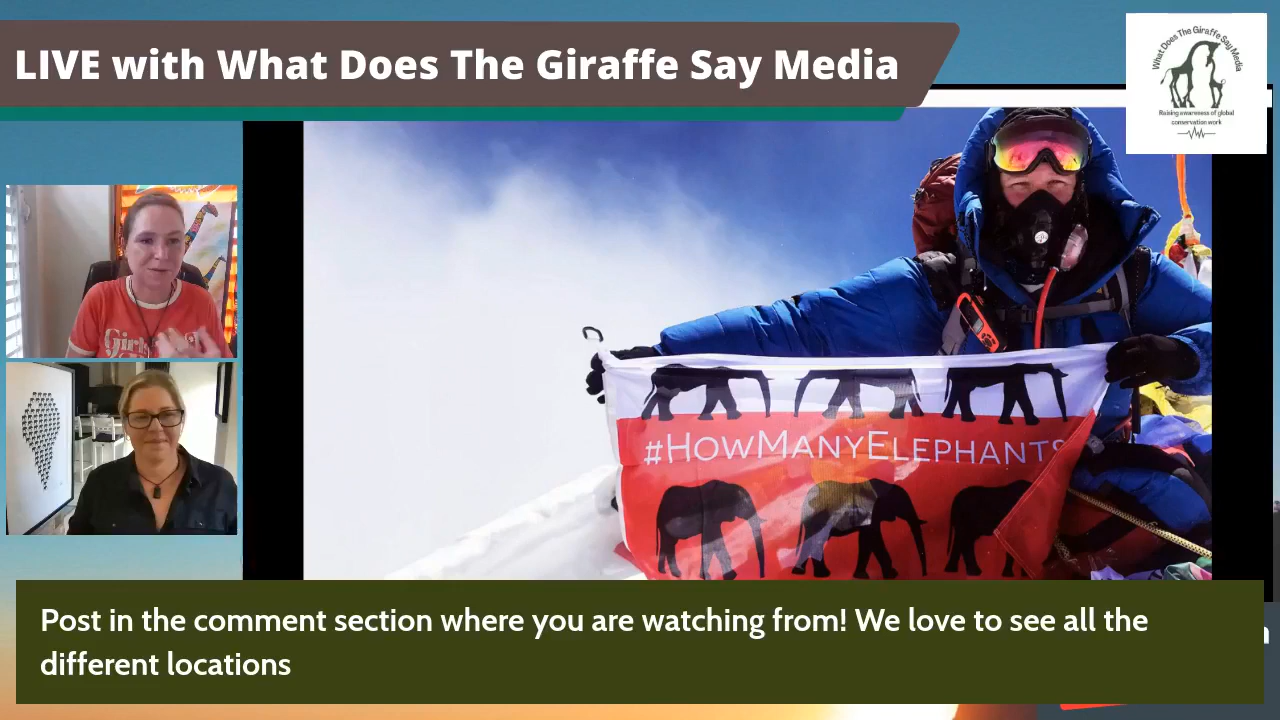 LIVE with What Does The Giraffe Say Media
What Does The Giraffe Say Media
Raising awareness of global
conservation work
Girls
#HOWMANYELEPHANTS
Post in the comment section where you are watching from! We love to see all the
different locations